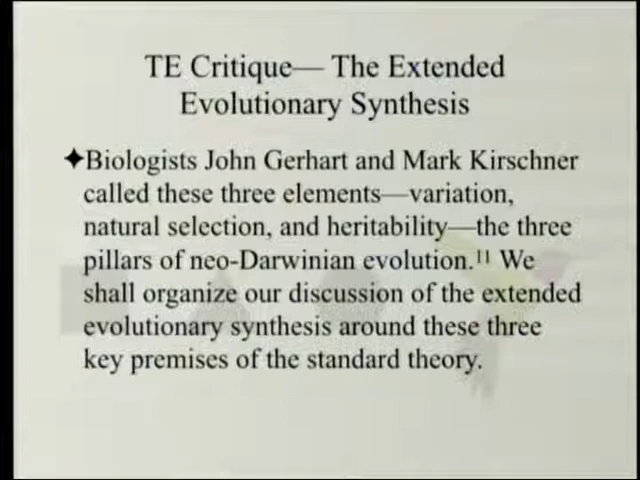 TE Critique— The Extended
Evolutionary Synthesis
✦Biologists John Gerhart and Mark Kirschner
called these three elements—variation,
natural selection, and heritability—the three
pillars of neo-Darwinian evolution.¹¹ We
shall organize our discussion of the extended
evolutionary synthesis around these three
key premises of the standard theory.